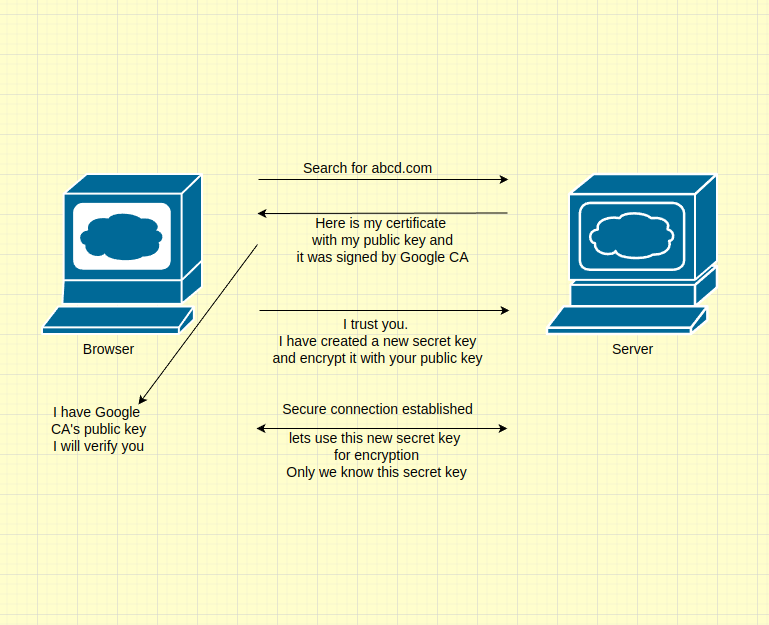 Search for abcd.com
Here is my certificate
with my public key and
it was signed by Google CA
I trust you.
I have created a new secret key
and encrypt it with your public key
Browser
Server
I have Google
CA's public key
I will verify you
Secure connection established
lets use this new secret key
for encryption
Only we know this secret key